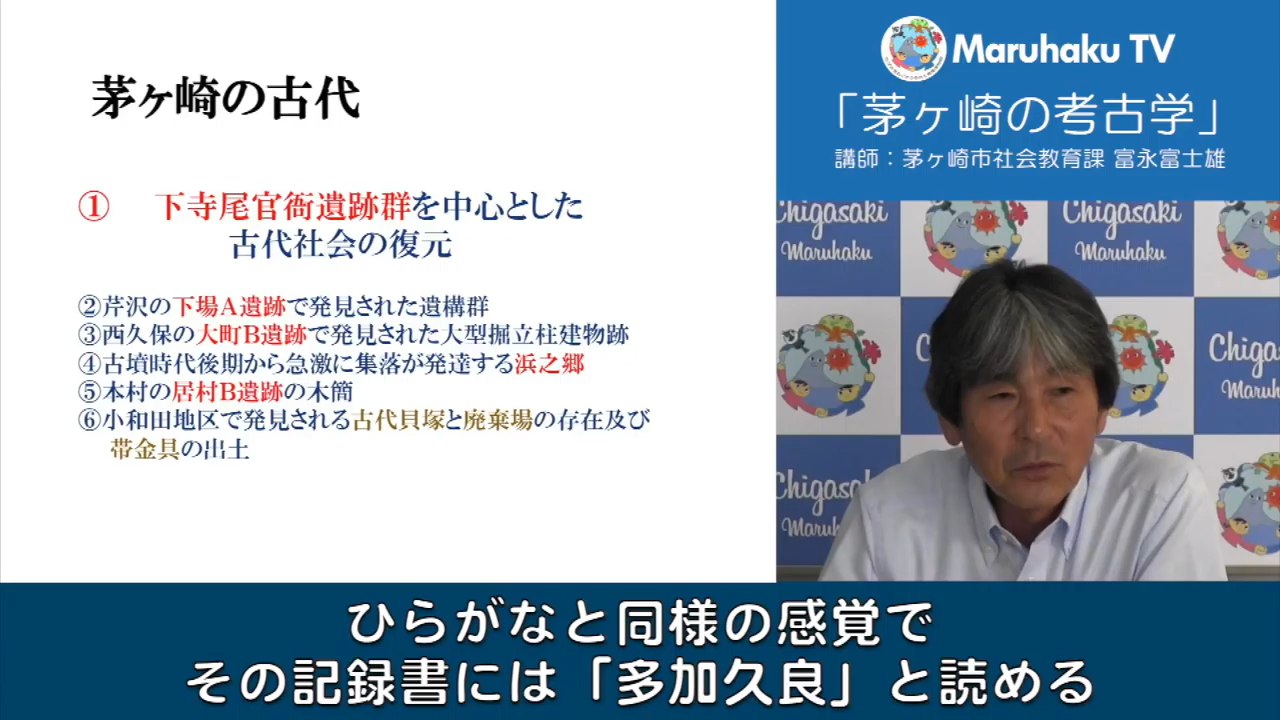 茅ヶ崎の古代
① 下寺尾官衙遺跡群を中心とした
古代社会の復元
②芹沢の下場A遺跡で発見された遺構群
③西久保の大町B遺跡で発見された大型掘立柱建物跡
④古墳時代後期から急激に集落が発達する浜之郷
⑤本村の居村B遺跡の木簡
⑥小和田地区で発見される古代貝塚と廃棄場の存在及び
帯金具の出土
Maruhaku TV
「茅ヶ崎の考古学」
講師：茅ヶ崎市社会教育課 富永富士雄
Chigasaki
Maruhaku
Chigasaki
Maruhaku
Chiga
Maru
Chigasa
Maruh
ひらがなと同様の感覚で
その記録書には「多加久良」と読める